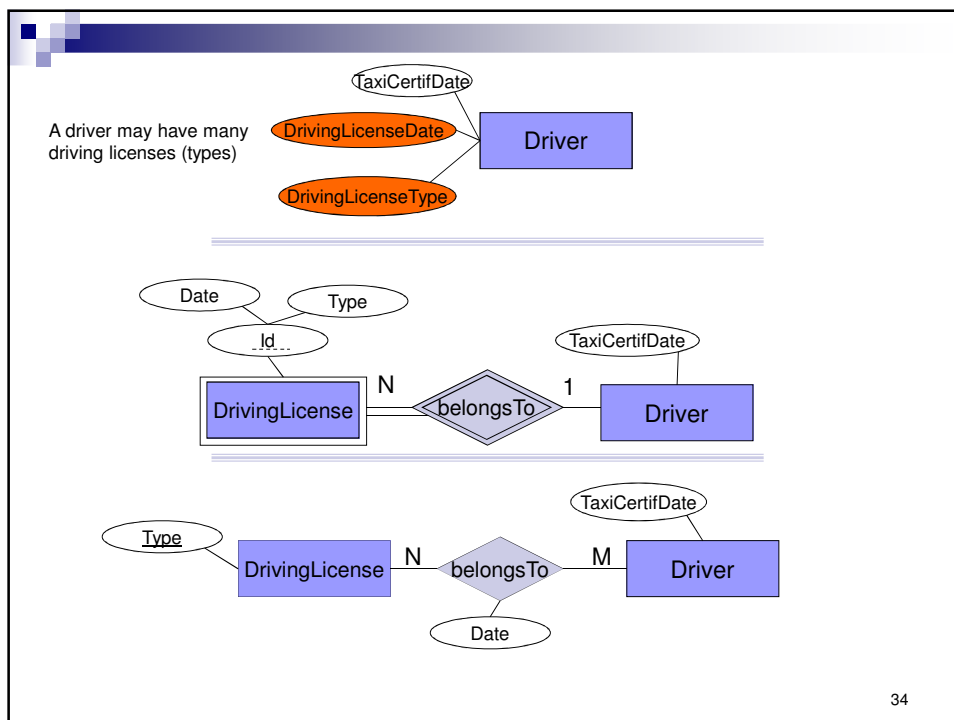 TaxiCertifDate
A driver may have many
driving licenses (types)
DrivingLicenseDate
Driver
DrivingLicenseType
Date
Type
Id
TaxiCertifDate
DrivingLicense
N
belongsTo
1
Driver
TaxiCertifDate
Type
DrivingLicense
N
belongsTo
M
Driver
Date
34